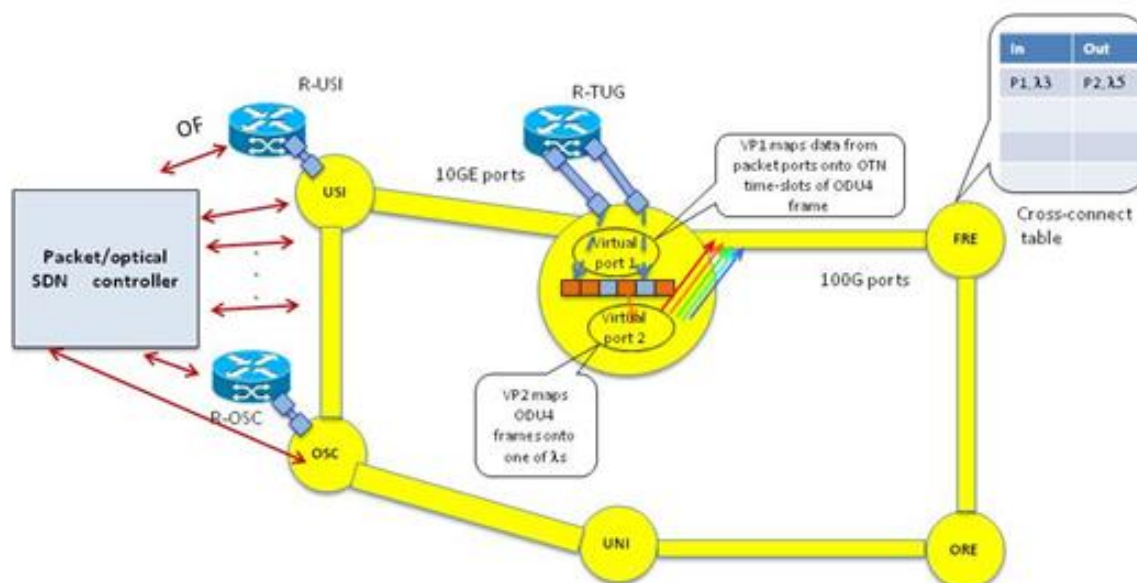 In Out
P1, λ3 P2, λ5
Cross-connect
table
R-USI
R-TUG
OF
VP1 maps data from
packet ports onto OTN
time-slots of ODU4
frame
10GE ports
USI
Virtual
port 1
FRE
100G ports
Packet/optical
SDN controller
Virtual
port 2
R-OSC
VP2 maps
ODU4
frames onto
one of λs
OSC
UNI
ORE